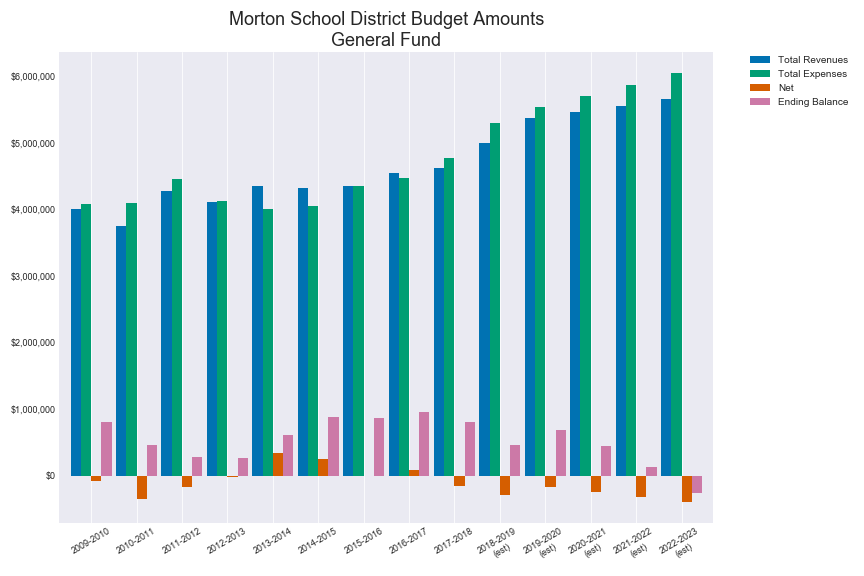 Morton School District Budget Amounts
General Fund
Total Revenues
Total Expenses
Net
Ending Balance
$6,000,000
$5,000,000
$4,000,000
$3,000,000
$2,000,000
$1,000,000
$0
2009-2010
2010-2011
2011-2012
2012-2013
2013-2014
2014-2015
2015-2016
2016-2017
2017-2018
2018-2019
(est)
2019-2020
(est)
2020-2021
(est)
2021-2022
(est)
2022-2023
(est)